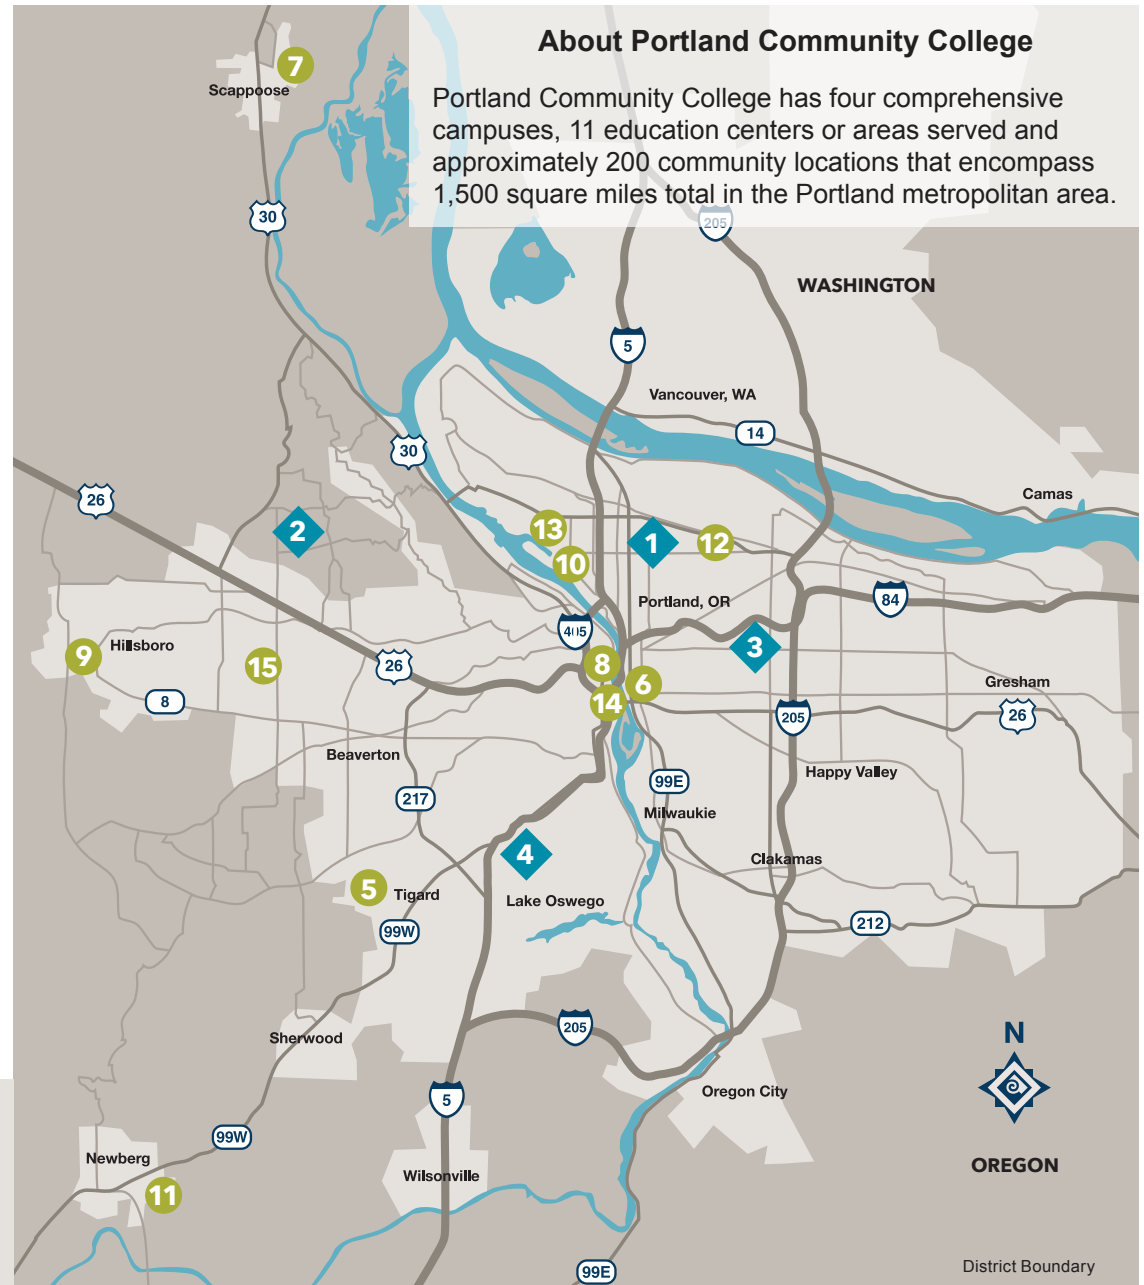 About Portland Community College
Portland Community College has four comprehensive
campuses, 11 education centers or areas served and
approximately 200 community locations that encompass
1,500 square miles total in the Portland metropolitan area.
7
Scappoose
30
205
WASHINGTON
5
Vancouver, WA
14
30
26
Camas
2
13
1
12
10
Portland, OR
84
405
3
Hillsboro
9
15
26
8
6
Gresham
8
14
205
26
Beaverton
Happy Valley
217
99E
Milwaukie
4
Clakamas
5
Tigard
Lake Oswego
99W
212
205
Sherwood
N
5
Oregon City
99W
Newberg
OREGON
Wilsonville
11
99E
District Boundary